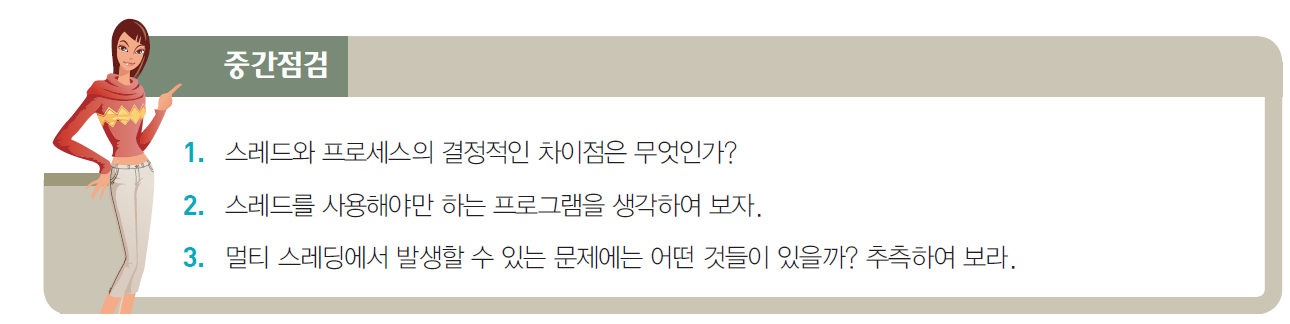 중간점검
1. 스레드와 프로세스의 결정적인 차이점은 무엇인가?
2. 스레드를 사용해야만 하는 프로그램을 생각하여 보자.
3. 멀티 스레딩에서 발생할 수 있는 문제에는 어떤 것들이 있을까? 추측하여 보라.